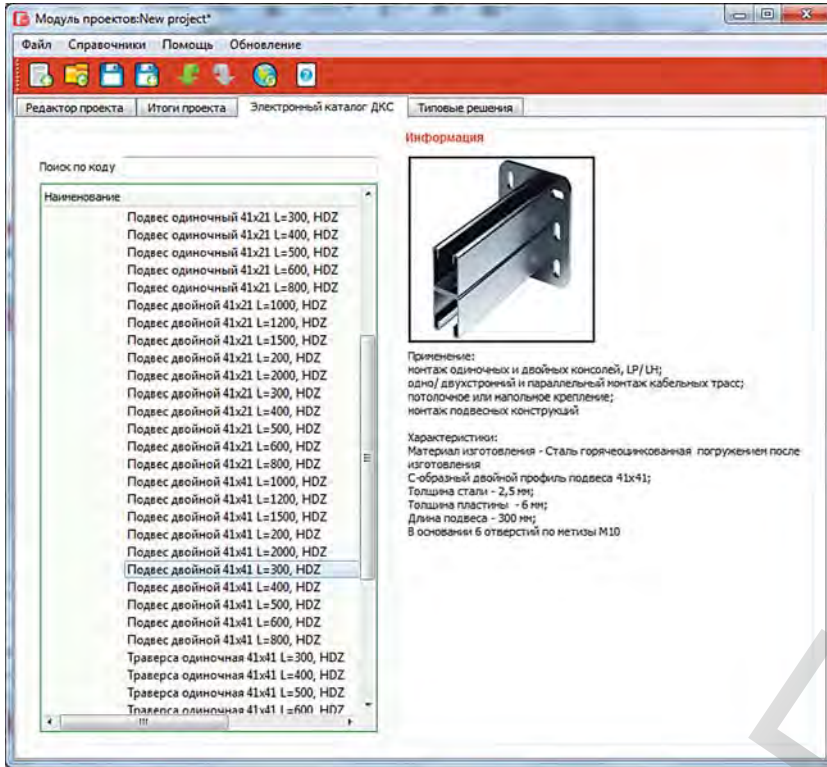 Модуль проектов:New project*
Файл Справочники Помощь Обновление
Редактор проекта Итоги проекта Электронный каталог ДКС Типовые решения
Информация
Поиск по коду
Наименование
Подвес одиночный 41x21 L=300, HDZ
Подвес одиночный 41x21 L=400, HDZ
Подвес одиночный 41x21 L=500, HDZ
Подвес одиночный 41x21 L=600, HDZ
Подвес одиночный 41x21 L=800, HDZ
Подвес двойной 41x21 L=1000, HDZ
Подвес двойной 41x21 L=1200, HDZ
Подвес двойной 41x21 L=1500, HDZ
Подвес двойной 41x21 L=200, HDZ
Подвес двойной 41x21 L=2000, HDZ
Подвес двойной 41x21 L=300, HDZ
Подвес двойной 41x21 L=400, HDZ
Подвес двойной 41x21 L=500, HDZ
Подвес двойной 41x21 L=600, HDZ
Подвес двойной 41x21 L=800, HDZ
Подвес двойной 41x41 L=1000, HDZ
Подвес двойной 41x41 L=1200, HDZ
Подвес двойной 41x41 L=1500, HDZ
Подвес двойной 41x41 L=200, HDZ
Подвес двойной 41x41 L=2000, HDZ
Подвес двойной 41x41 L=300, HDZ
Подвес двойной 41x41 L=400, HDZ
Подвес двойной 41x41 L=500, HDZ
Подвес двойной 41x41 L=600, HDZ
Подвес двойной 41x41 L=800, HDZ
Траверса одиночная 41x41 L=300, HDZ
Траверса одиночная 41x41 L=400, HDZ
Траверса одиночная 41x41 L=500, HDZ
Траверса одиночная 41x41 L=600, HDZ
Применение:
монтаж одиночных и двойных консолей, LP/LH;
одно/ двухстронний и параллельный монтаж кабельных трасс;
потолочное или напольное крепление;
монтаж подвесных конструкций
Характеристики:
Материал изготовления - Сталь горячеоцинкованная погружением после
изготовления
С-образный двойной профиль подвеса 41x41;
Толщина стали - 2,5 мм;
Толщина пластины - 6 мм;
Длина подвеса - 300 мм;
В основании 6 отверстий по метизы М10